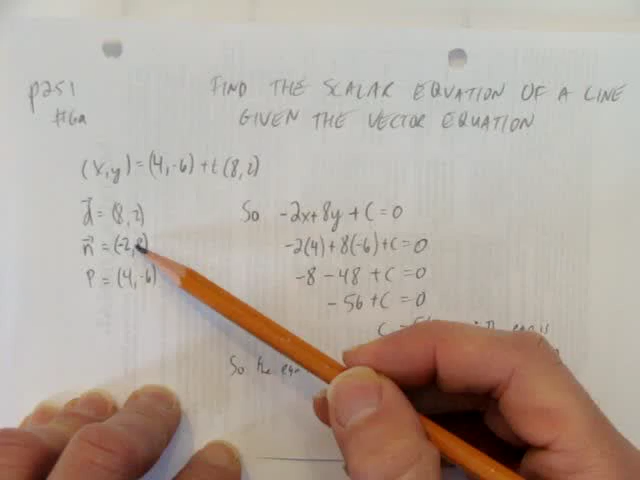 p251
#6a
FIND THE SCALAR EQUATION OF A LINE
GIVEN THE VECTOR EQUATION
(x,y) = (4,-6) + t(8,2)
d⃗ = (8,2)
n⃗ = (-2,8)
P = (4,-6)
So -2x+8y+C=0
-2(4)+8(-6)+C=0
-8-48+C=0
-56+C=0
C
So the eqn